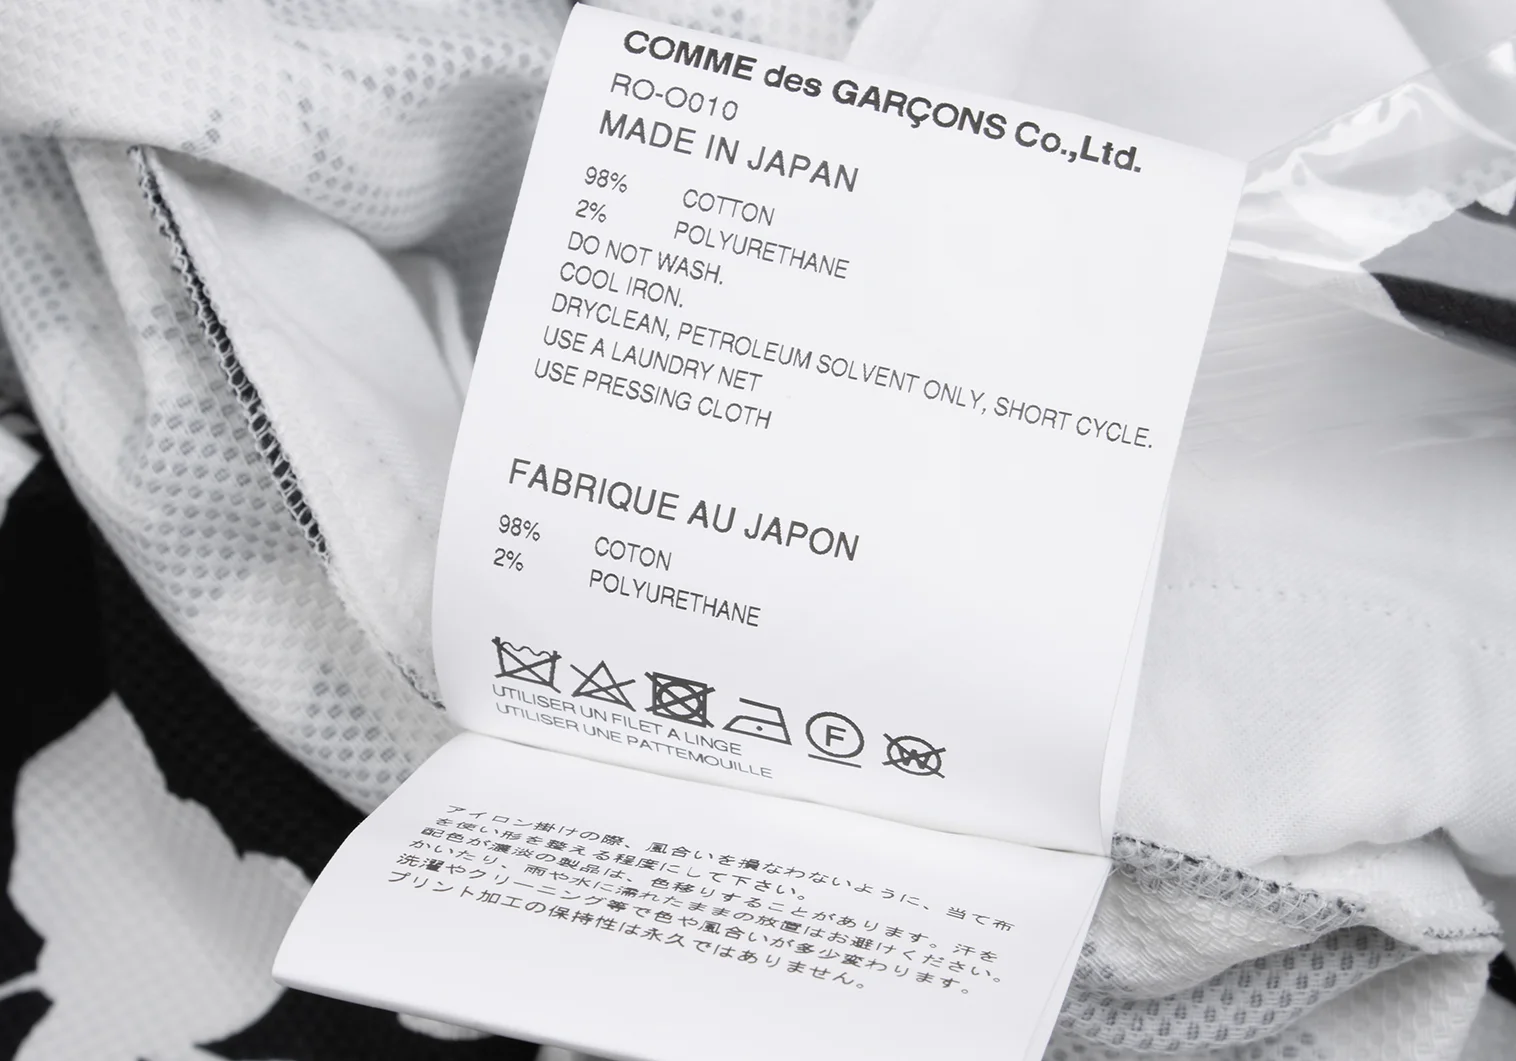 COMME des GARÇONS Co.,Ltd.
RO-O010
MADE IN JAPAN
98% COTTON
2% POLYURETHANE
DO NOT WASH.
COOL IRON.
DRYCLEAN, PETROLEUM SOLVENT ONLY, SHORT CYCLE.
USE A LAUNDRY NET
USE PRESSING CLOTH
FABRIQUE AU JAPON
98% COTON
2% POLYURETHANE
F
W
UTILISER UN FILET A LINGE
UTILISER UNE PATTEMOUILLE
アイロン掛けの際、風合いを損なわないように、当て布
を使い形を整える程度にして下さい。
配色が濃淡の製品は、色移りすることがあります。汗を
かいたり、雨や水に濡れたままの放置はお避けください。
洗濯やクリーニング等で色や風合いが多少変わります。
プリント加工の保持性は永久ではありません。